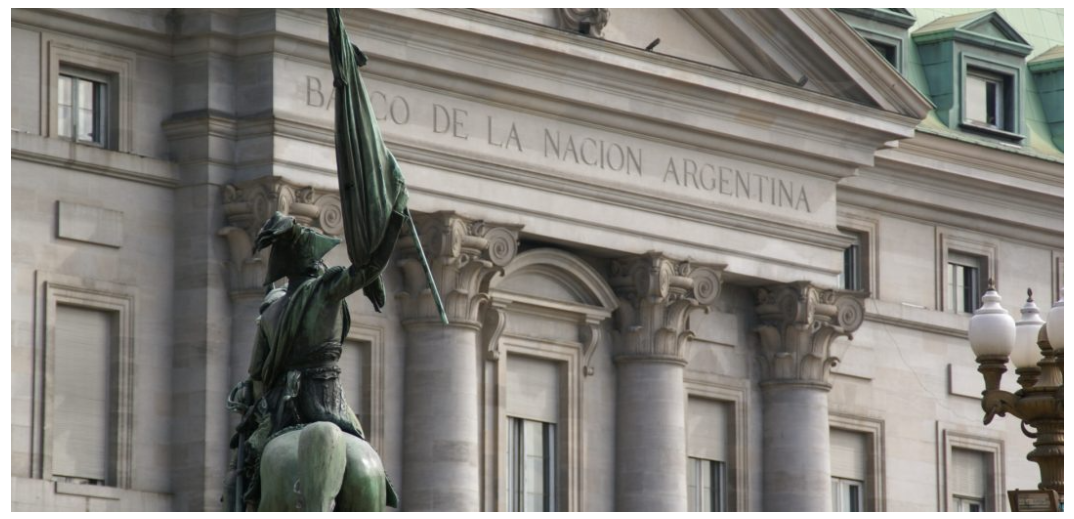 BANCO DE LA NACION ARGENTINA